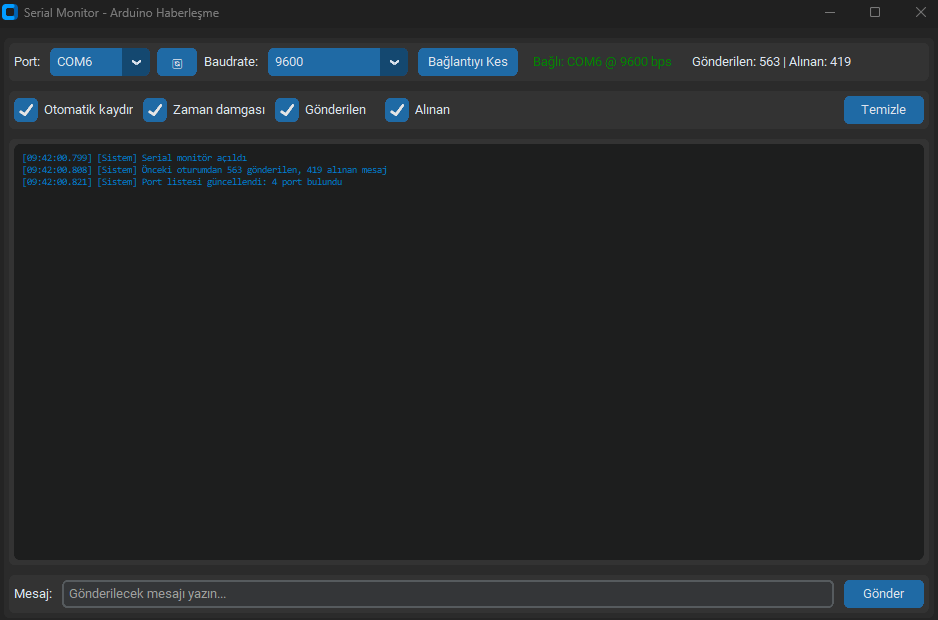 Serial Monitor - Arduino Haberleşme
Port: COM6 Baudrate: 9600 Bağlantıyı Kes Bağlı: COM6 @ 9600 bps Gönderilen: 563 | Alınan: 419
Otomatik kaydır Zaman damgası Gönderilen Alınan Temizle
[09:42:00.799] [Sistem] Serial monitör açıldı
[09:42:00.808] [Sistem] Önceki oturumdan 563 gönderilen, 419 alınan mesaj
[09:42:00.821] [Sistem] Port listesi güncellendi: 4 port bulundu
Mesaj: Gönderilecek mesajı yazın... Gönder